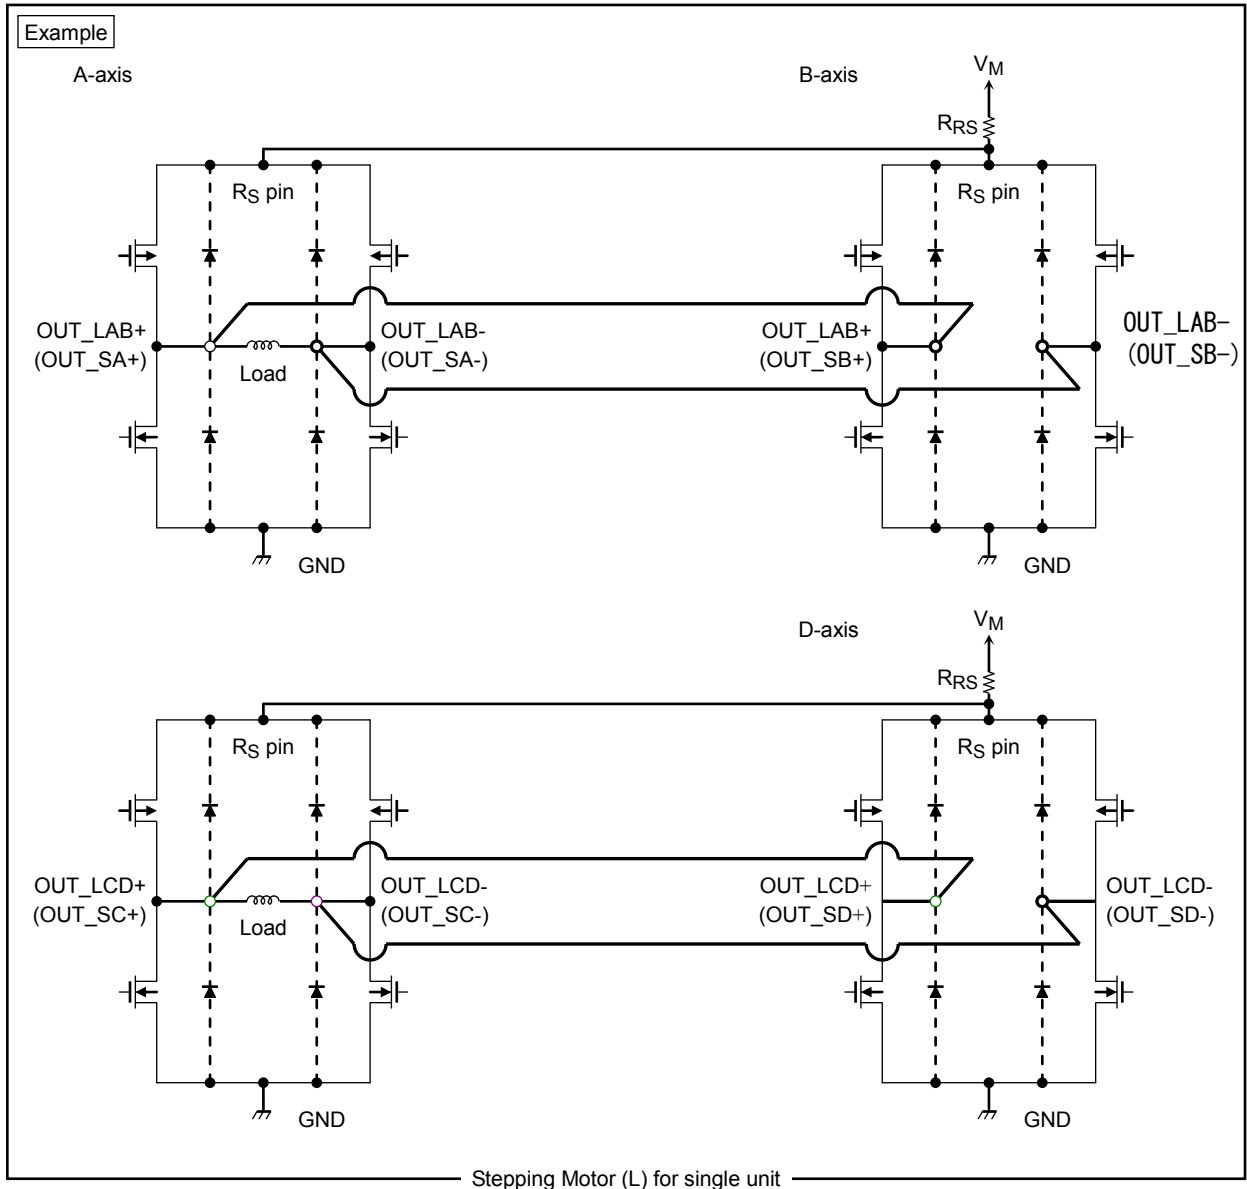 Example
A-axis
B-axis
VM
RRS
RS pin
RS pin
OUT_LAB+
(OUT_SA+)
Load
OUT_LAB-
(OUT_SA-)
OUT_LAB+
(OUT_SB+)
OUT_LAB-
(OUT_SB-)
GND
GND
D-axis
VM
RRS
RS pin
RS pin
OUT_LCD+
(OUT_SC+)
Load
OUT_LCD-
(OUT_SC-)
OUT_LCD+
(OUT_SD+)
OUT_LCD-
(OUT_SD-)
GND
GND
Stepping Motor (L) for single unit